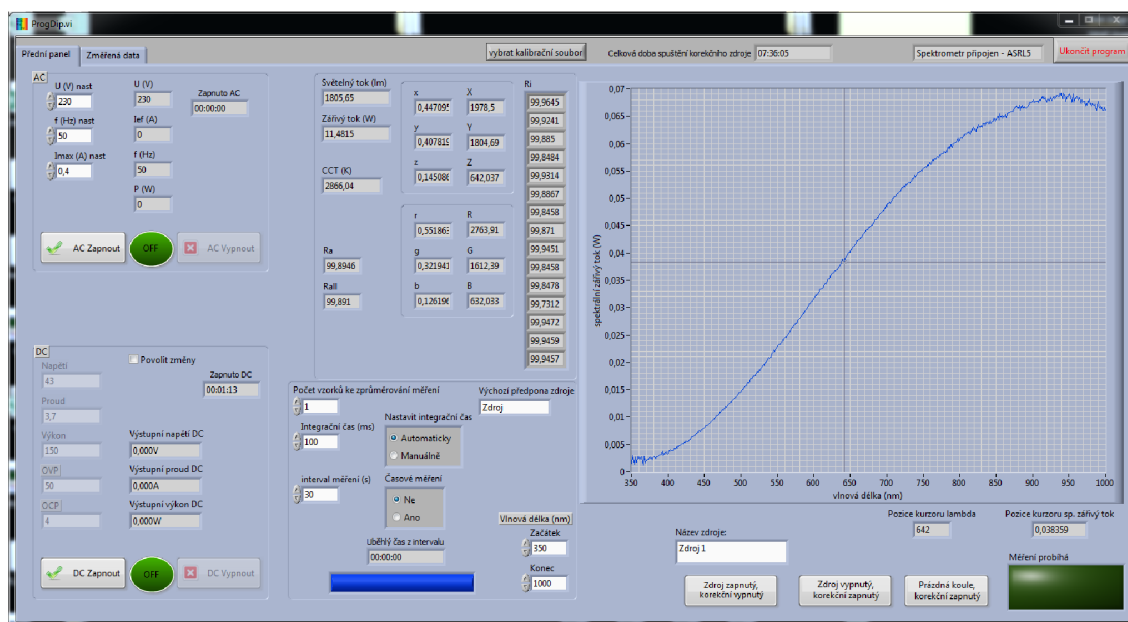 ProgDip.vi
Přední panel
Změřená data
vybrat kalibrační soubor
Celková doba spuštění korekčního zdroje
07:36:05
Spektrometr připojen - ASRL5
Ukončit program
AC
U (V) nast
230
f (Hz) nast
50
Imax (A) nast
0,4
U (V)
230
Ief (A)
0
f (Hz)
50
P (W)
0
Zapnuto AC
00:00:00
AC Zapnout
OFF
AC Vypnout
Světelný tok (lm)
1805,65
Zářivý tok (W)
11,4815
CCT (K)
2866,04
Ra
99,8946
Rall
99,891
x
0,447095
y
0,407819
z
0,145086
X
1978,5
Y
1804,69
Z
642,037
r
0,551863
g
0,321941
b
0,126196
R
2763,91
G
1612,39
B
632,033
Ri
99,9645
99,9241
99,885
99,8484
99,9314
99,8867
99,8458
99,871
99,9451
99,8458
99,8478
99,7312
99,9472
99,9459
99,9457
DC
Napětí
43
Proud
3,7
Výkon
150
OVP
50
OCP
4
Povolit změny
Zapnuto DC
00:01:13
Výstupní napětí DC
0,000V
Výstupní proud DC
0,000A
Výstupní výkon DC
0,000W
DC Zapnout
OFF
DC Vypnout
Počet vzorků ke zprůměrování měření
1
Integrační čas (ms)
100
interval měření (s)
30
Výchozí předpona zdroje
Zdroj
Nastavit integrační čas
Automaticky
Manuálně
Časové měření
Ne
Ano
Uběhlý čas z intervalu
00:00:00
Vlnová délka (nm)
Začátek
350
Konec
1000
spektrální zářivý tok (W)
0,07
0,065
0,06
0,055
0,05
0,045
0,04
0,035
0,03
0,025
0,02
0,015
0,01
0,005
0
350 400 450 500 550 600 650 700 750 800 850 900 950 1000
vlnová délka (nm)
Pozice kurzoru lambda
642
Pozice kurzoru sp. zářivý tok
0,038359
Název zdroje:
Zdroj 1
Měření probíhá
Zdroj zapnutý,
korekční vypnutý
Zdroj vypnutý,
korekční zapnutý
Prázdná koule,
korekční zapnutý